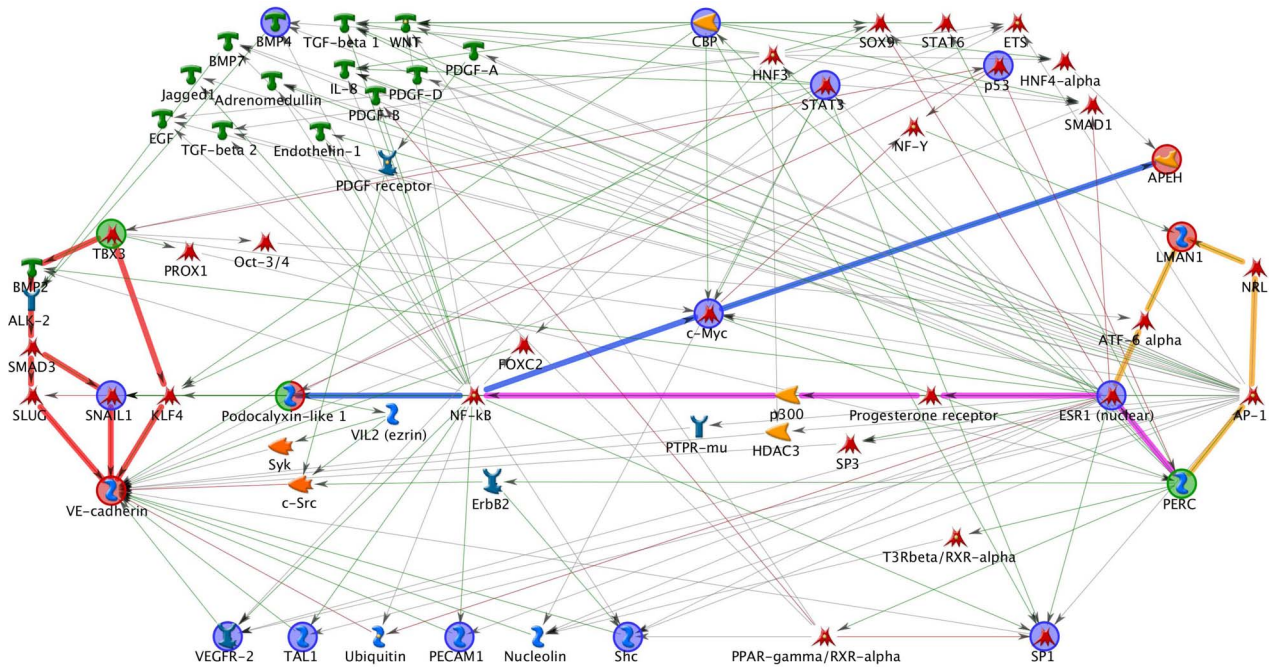 BMP4
TGF-beta 1
WNT
CBP
SOX9
STAT6
ETS
BMP7
PDGF-A
HNF3
HNF4-alpha
Jagged1
Adrenomedullin
IL-8
PDGF-D
STAT3
p53
PDGF-B
SMAD1
EGF
TGF-beta 2
Endothelin-1
NF-Y
PDGF receptor
APEH
TBX3
PROX1
Oct-3/4
LMAN1
BMP2
NRL
ALK-2
c-Myc
ATF-6 alpha
SMAD3
FOXC2
SLUG
SNAIL1
KLF4
Podocalyxin-like 1
NF-kB
p300
Progesterone receptor
ESR1 (nuclear)
AP-1
VIL2 (ezrin)
PTPR-mu
HDAC3
SP3
Syk
VE-cadherin
c-Src
ErbB2
PERC
T3Rbeta/RXR-alpha
VEGFR-2
TAL1
Ubiquitin
PECAM1
Nucleolin
Shc
PPAR-gamma/RXR-alpha
SP1